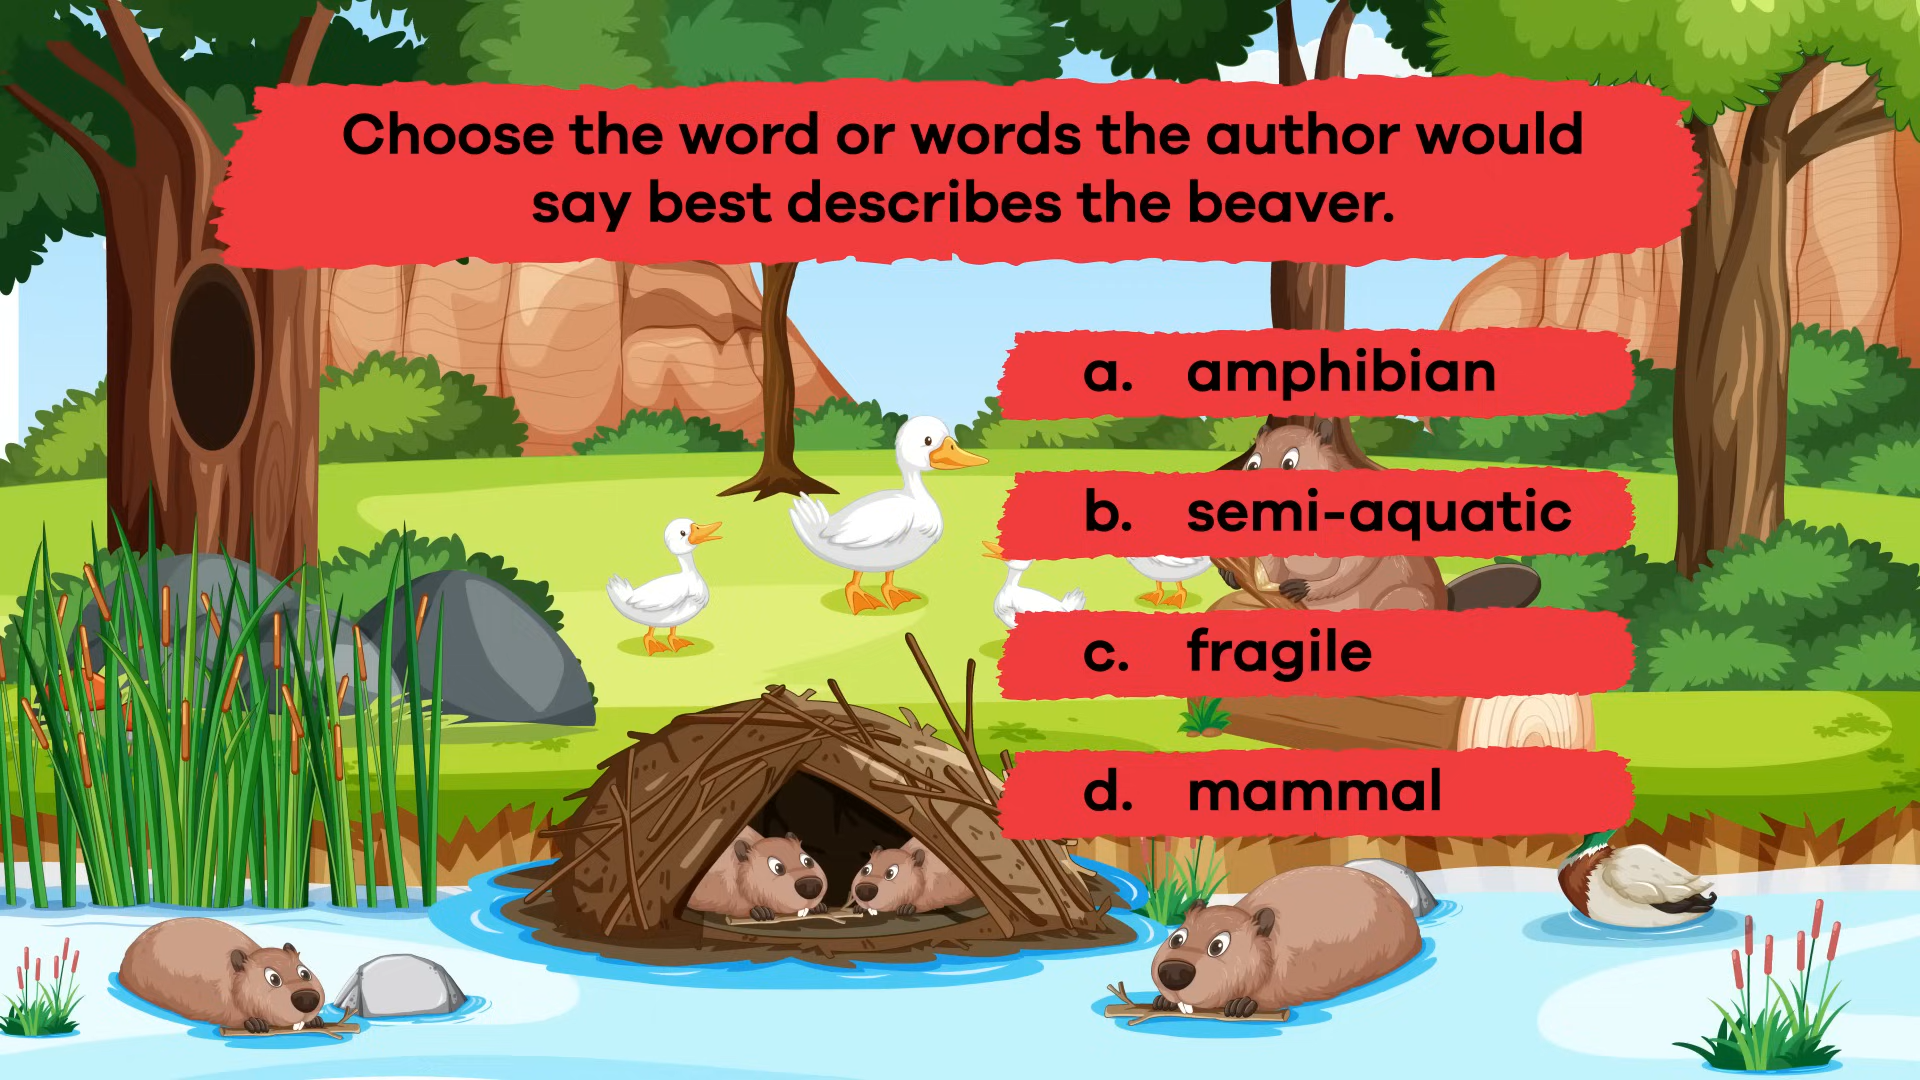 Choose the word or words the author would
say best describes the beaver.
a. amphibian
b. semi-aquatic
c. fragile
d. mammal